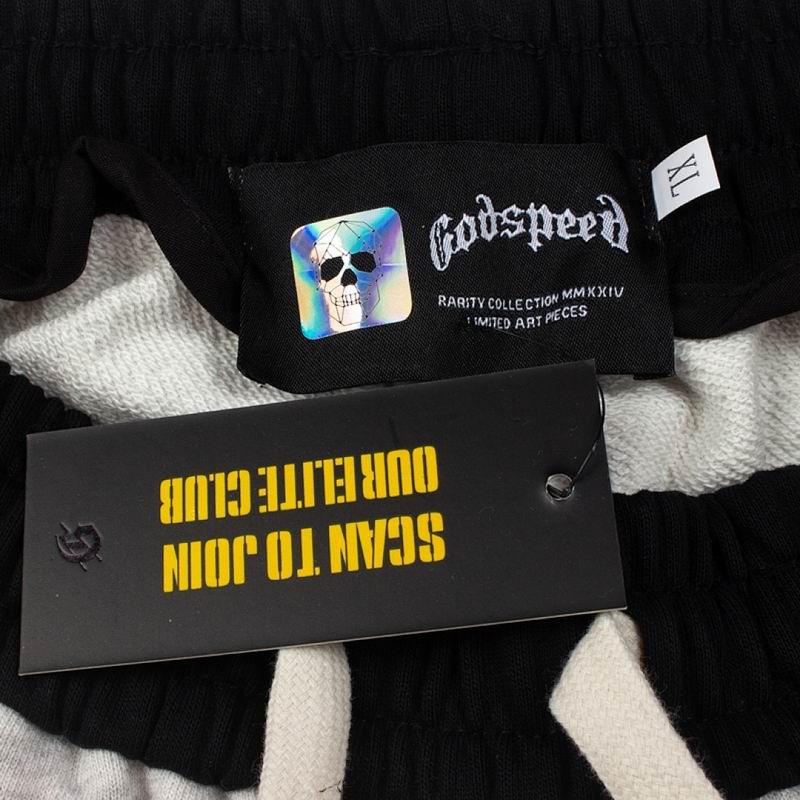 Godspeed
RARITY COLLECTION MMXXIV
LIMITED ART PIECES
XL
SCAN TO JOIN
OUR ELITE CLUB